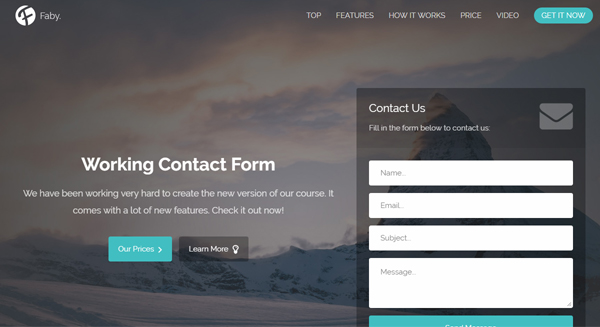 Faby.
TOP FEATURES HOW IT WORKS PRICE VIDEO GET IT NOW
Working Contact Form
We have been working very hard to create the new version of our course. It
comes with a lot of new features. Check it out now!
Our Prices
Learn More
Contact Us
Fill in the form below to contact us:
Name...
Email...
Subject...
Message...
Send Message